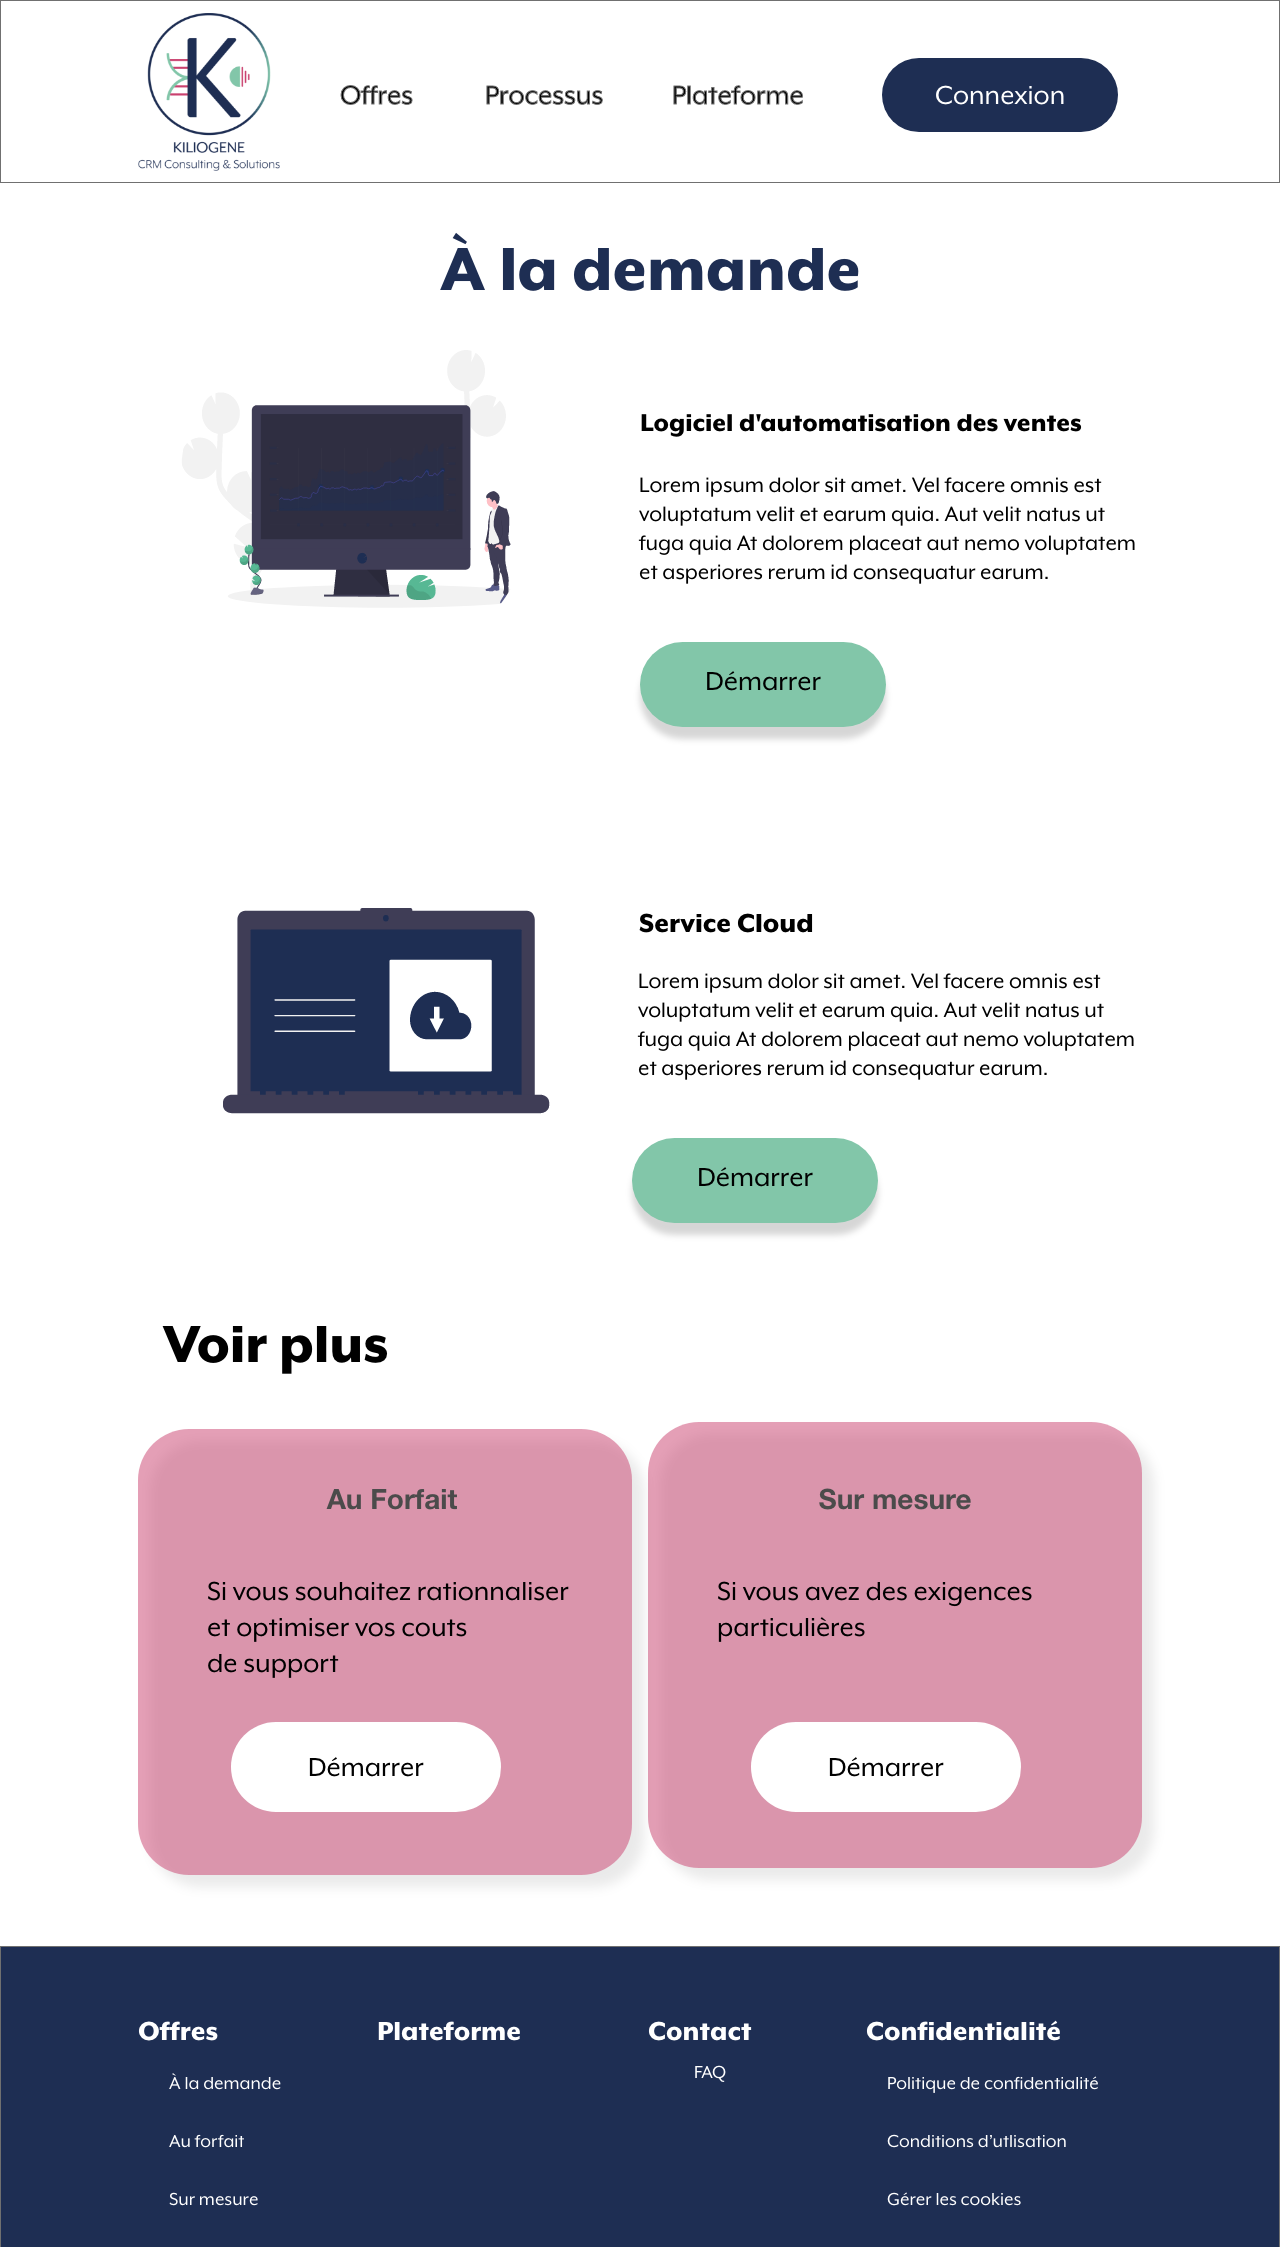 K
KILIOGENE
CRM Consulting & Solutions
Offres
Processus
Plateforme
Connexion
À la demande
Logiciel d'automatisation des ventes
Lorem ipsum dolor sit amet. Vel facere omnis est
voluptatum velit et earum quia. Aut velit natus ut
fuga quia At dolorem placeat aut nemo voluptatem
et asperiores rerum id consequatur earum.
Démarrer
Service Cloud
Lorem ipsum dolor sit amet. Vel facere omnis est
voluptatum velit et earum quia. Aut velit natus ut
fuga quia At dolorem placeat aut nemo voluptatem
et asperiores rerum id consequatur earum.
Démarrer
Voir plus
Au Forfait
Si vous souhaitez rationnaliser
et optimiser vos couts
de support
Démarrer
Sur mesure
Si vous avez des exigences
particulières
Démarrer
Offres
À la demande
Au forfait
Sur mesure
Plateforme
Contact
FAQ
Confidentialité
Politique de confidentialité
Conditions d’utlisation
Gérer les cookies